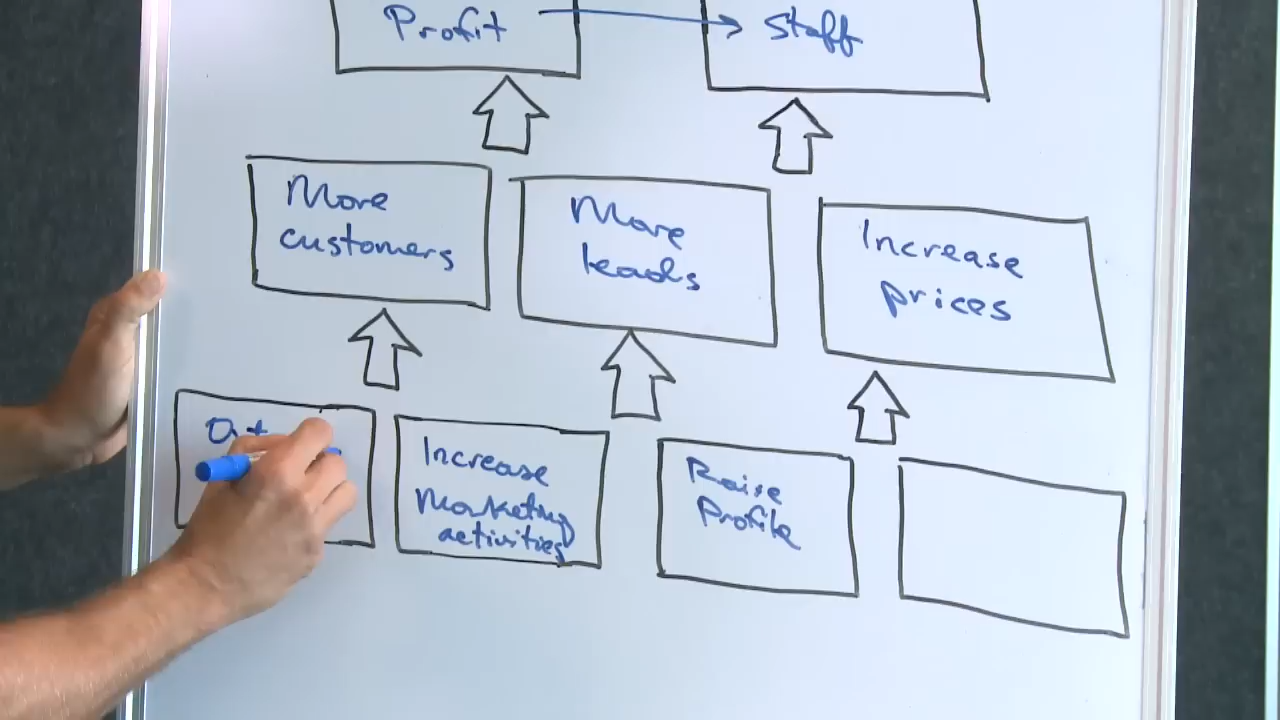 Profit
Staff
More
customers
More
leads
Increase
prices
Increase
Marketing
activities
Raise
Profile